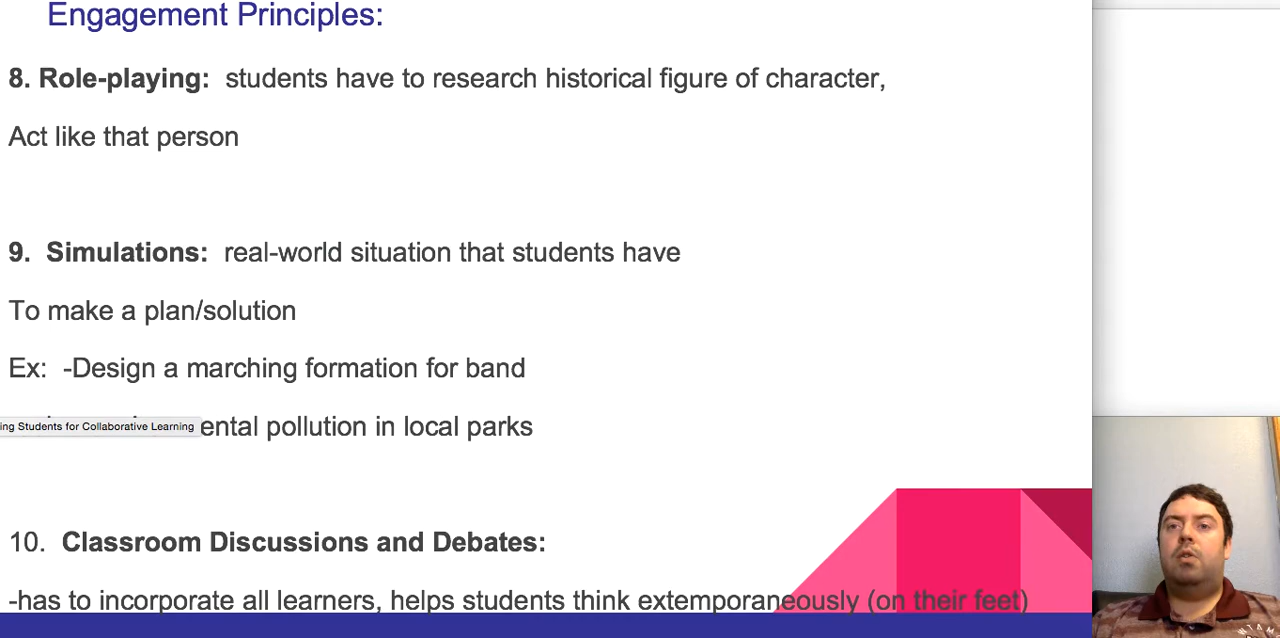 Engagement Principles:
8. Role-playing: students have to research historical figure of character,
Act like that person
9. Simulations: real-world situation that students have
To make a plan/solution
Ex: -Design a marching formation for band
ing Students for Collaborative Learning ental pollution in local parks
10. Classroom Discussions and Debates:
-has to incorporate all learners, helps students think extemporaneously (on their feet)
WTAM